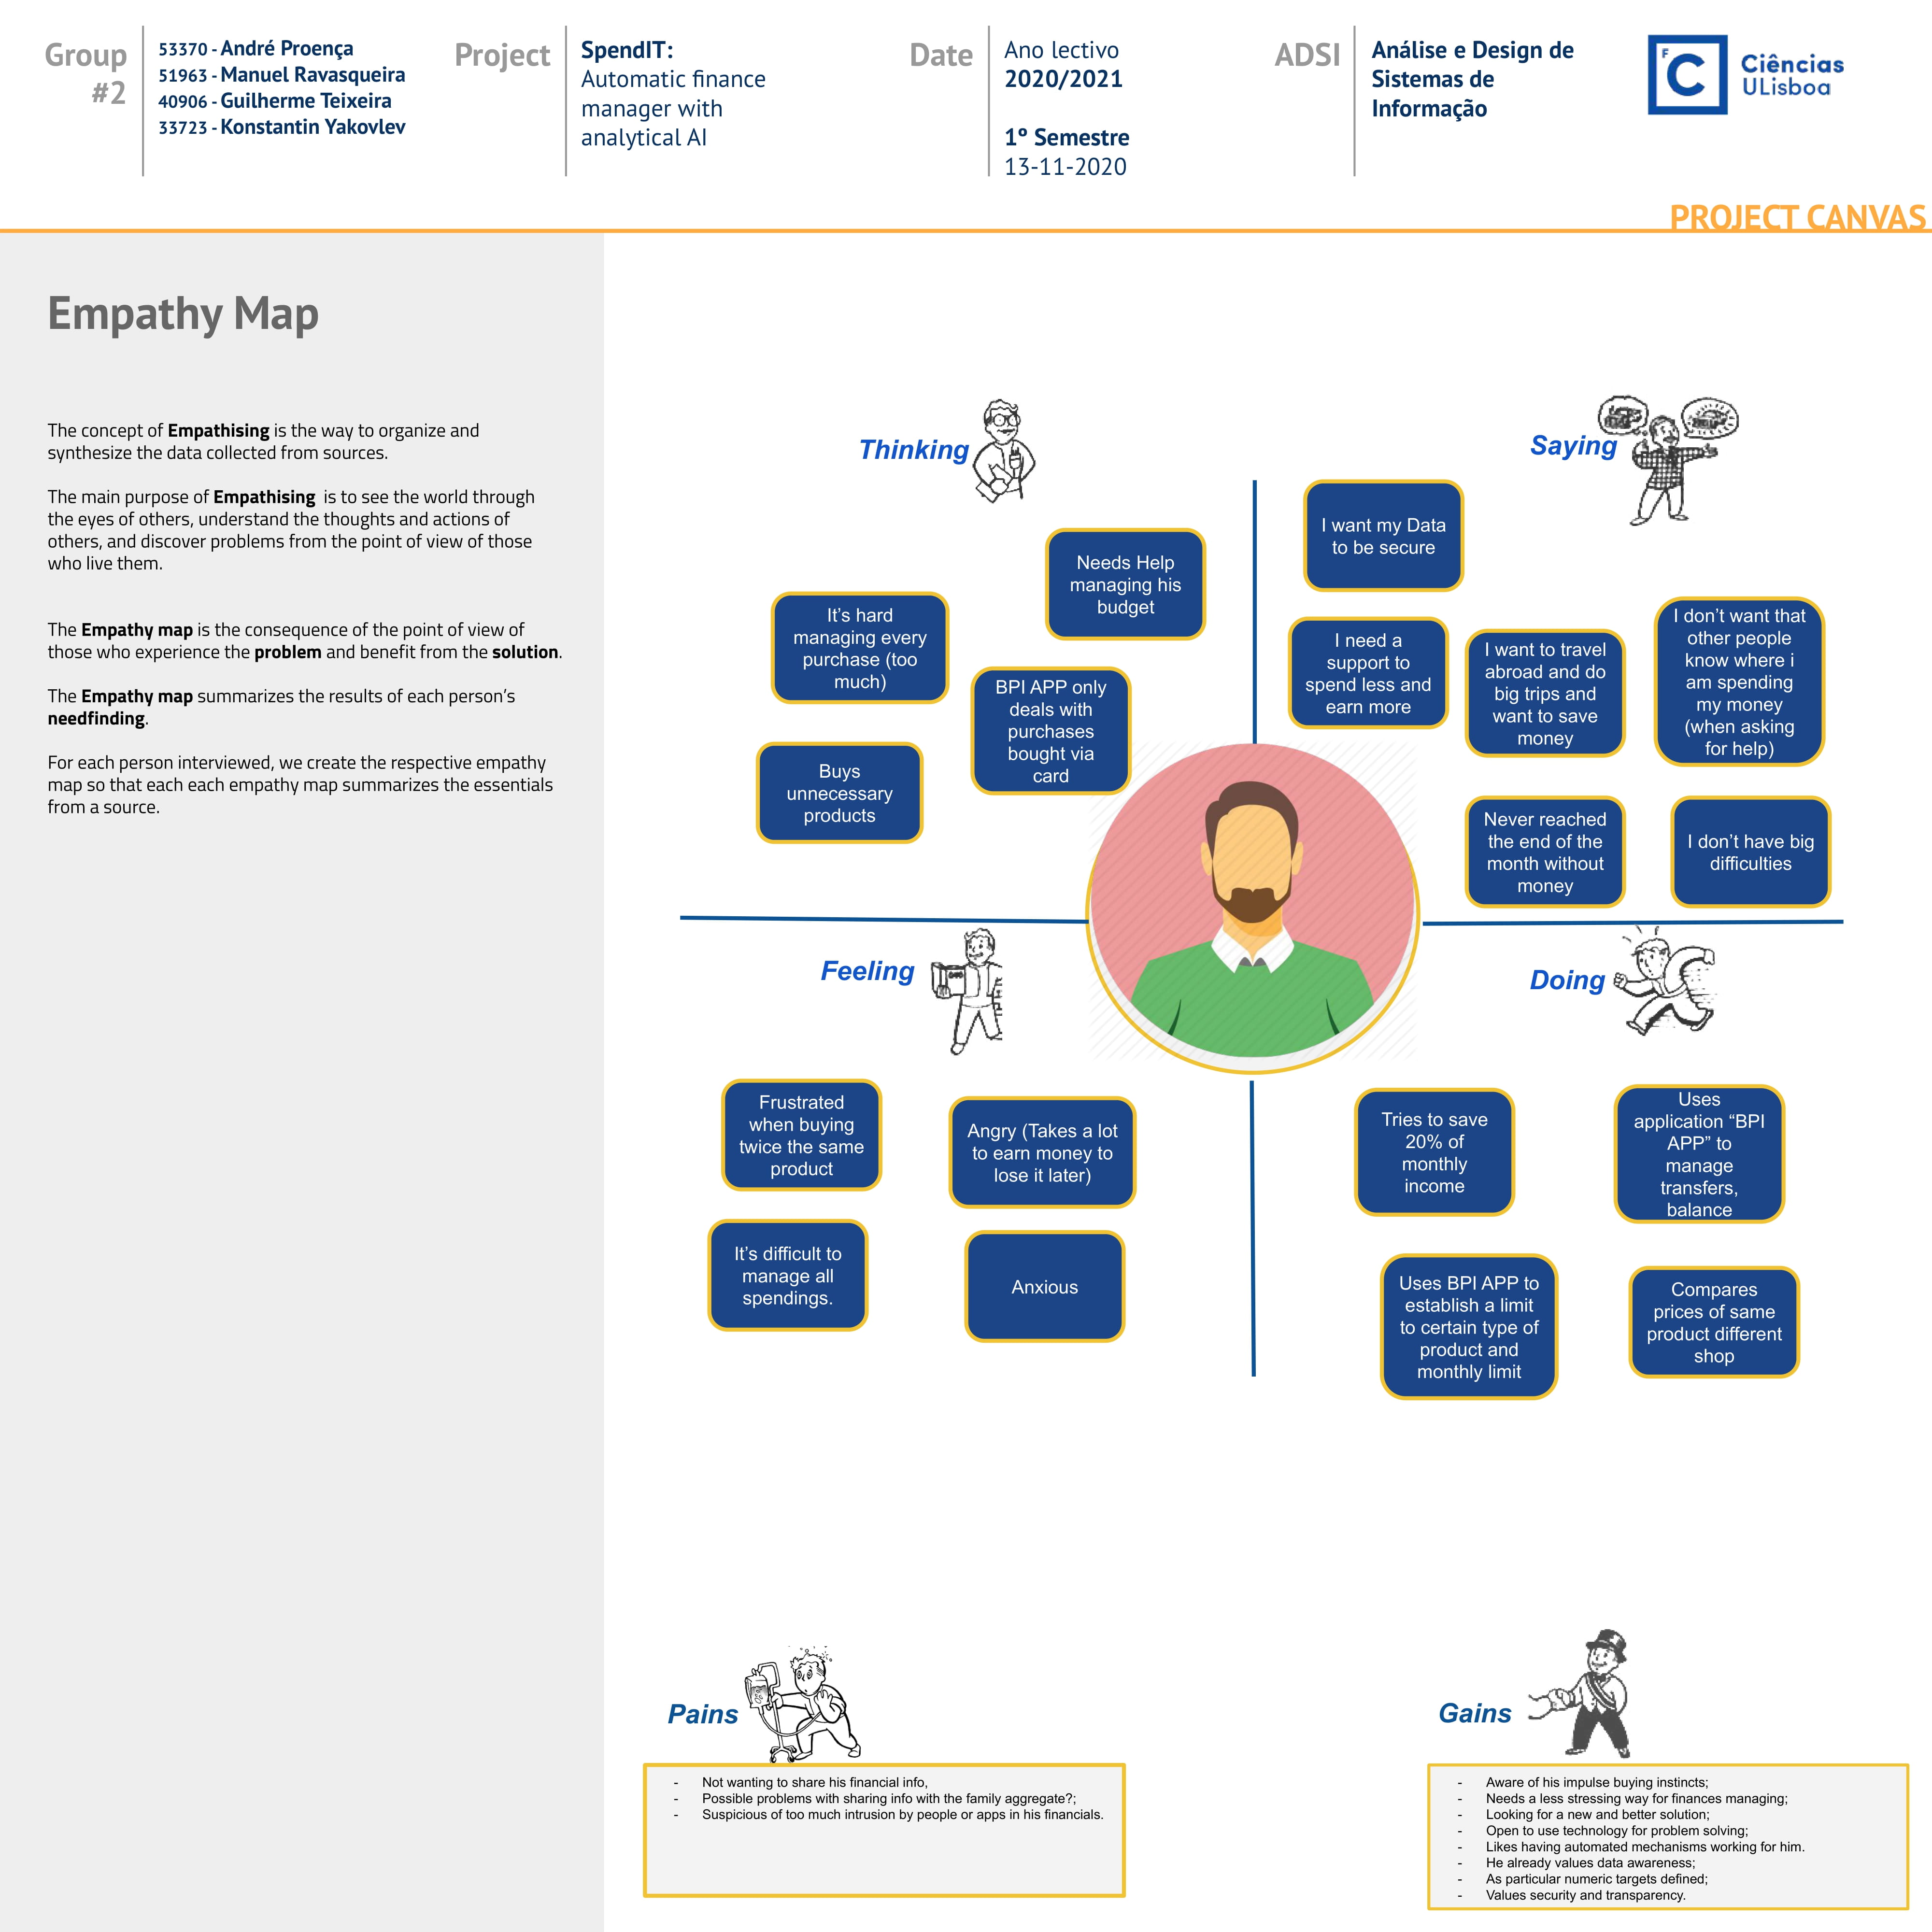 Group
#2
53370 - André Proença
51963 - Manuel Ravasqueira
40906 - Guilherme Teixeira
33723 - Konstantin Yakovlev
Project
SpendIT:
Automatic finance
manager with
analytical AI
Date
Ano lectivo
2020/2021
1º Semestre
13-11-2020
ADSI
Análise e Design de
Sistemas de
Informação
F
C
Ciências
ULisboa
PROJECT CANVAS
Empathy Map
The concept of Empathising is the way to organize and
synthesize the data collected from sources.
The main purpose of Empathising  is to see the world through
the eyes of others, understand the thoughts and actions of
others, and discover problems from the point of view of those
who live them.
The Empathy map is the consequence of the point of view of
those who experience the problem and benefit from the solution.
The Empathy map summarizes the results of each person's
needfinding.
For each person interviewed, we create the respective empathy
map so that each each empathy map summarizes the essentials
from a source.
Thinking
Needs Help
managing his
budget
It's hard
managing every
purchase (too
much)
BPI APP only
deals with
purchases
bought via
card
Buys
unnecessary
products
Saying
I want my Data
to be secure
I need a
support to
spend less and
earn more
I want to travel
abroad and do
big trips and
want to save
money
I don't want that
other people
know where i
am spending
my money
(when asking
for help)
Never reached
the end of the
month without
money
I don't have big
difficulties
Feeling
Frustrated
when buying
twice the same
product
Angry (Takes a lot
to earn money to
lose it later)
It's difficult to
manage all
spendings.
Anxious
Doing
Tries to save
20% of
monthly
income
Uses
application “BPI
APP” to
manage
transfers,
balance
Uses BPI APP to
establish a limit
to certain type of
product and
monthly limit
Compares
prices of same
product different
shop
Pains
- Not wanting to share his financial info,
- Possible problems with sharing info with the family aggregate?;
- Suspicious of too much intrusion by people or apps in his financials.
Gains
- Aware of his impulse buying instincts;
- Needs a less stressing way for finances managing;
- Looking for a new and better solution;
- Open to use technology for problem solving;
- Likes having automated mechanisms working for him.
- He already values data awareness;
- As particular numeric targets defined;
- Values security and transparency.